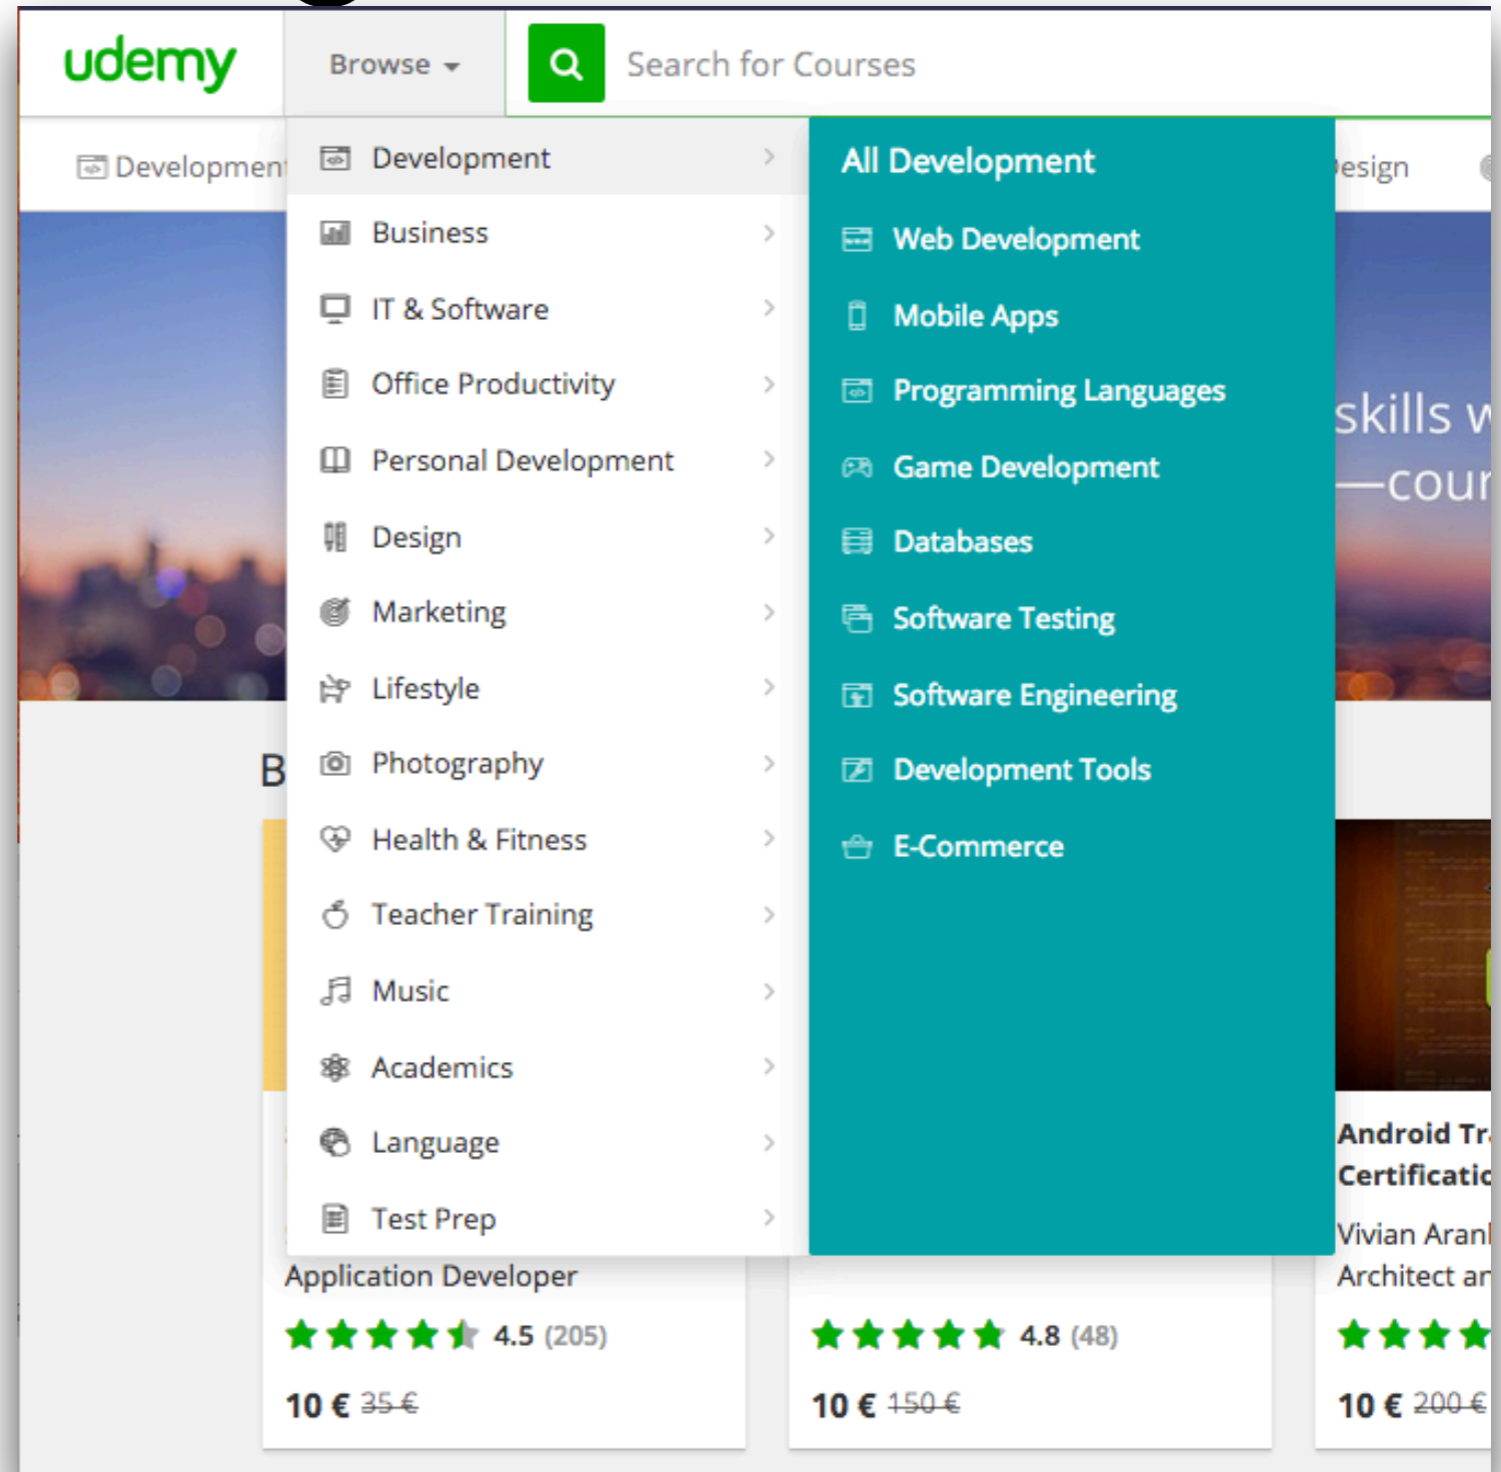 udemy
Browse
Search for Courses
Development
Development
Business
IT & Software
Office Productivity
Personal Development
Design
Marketing
Lifestyle
Photography
Health & Fitness
Teacher Training
Music
Academics
Language
Test Prep
All Development
Web Development
Mobile Apps
Programming Languages
Game Development
Databases
Software Testing
Software Engineering
Development Tools
E-Commerce
esign
skills w
—cour
B
Application Developer
4.5 (205)
10 € 35 €
4.8 (48)
10 € 150 €
Android Tr
Certificatio
Vivian Aran
Architect an
10 € 200 €